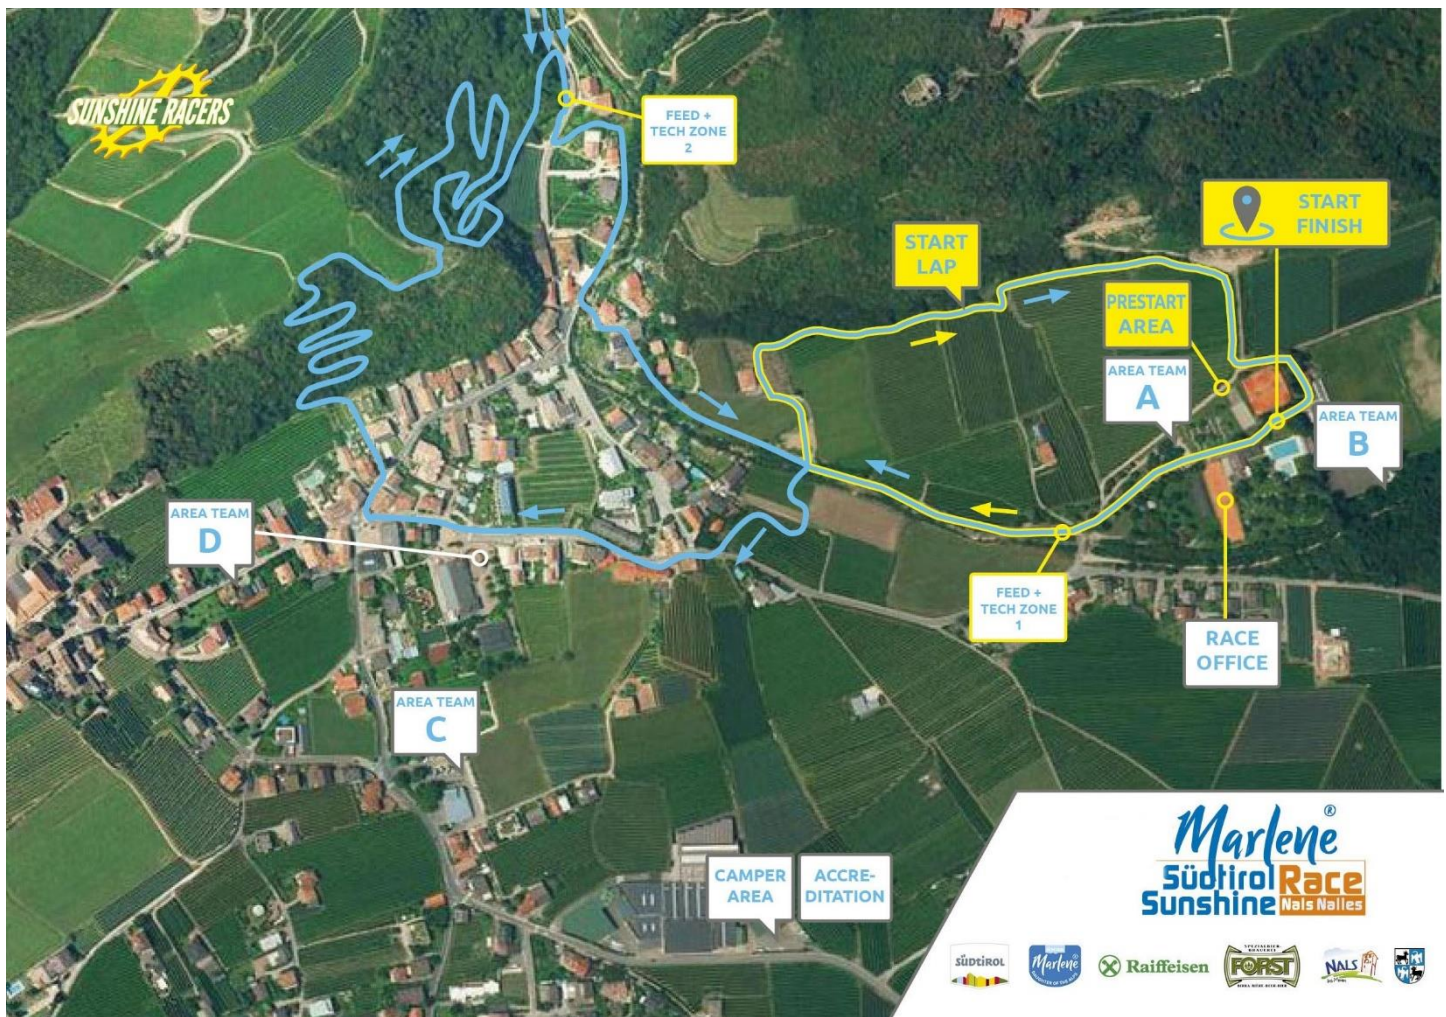 SUNSHINE RACERS
FEED +
TECH ZONE
2
START
FINISH
START
LAP
PRESTART
AREA
AREA TEAM
A
AREA TEAM
B
AREA TEAM
D
FEED +
TECH ZONE
1
RACE
OFFICE
AREA TEAM
C
CAMPER
AREA
ACCRE-
DITATION
Marlene®
Südtirol Race
Sunshine Nals Nalles
SÜDTIROL
Marlene®
Raiffeisen
SPEZIALBIER-
BRAUEREI
FORST
NALS